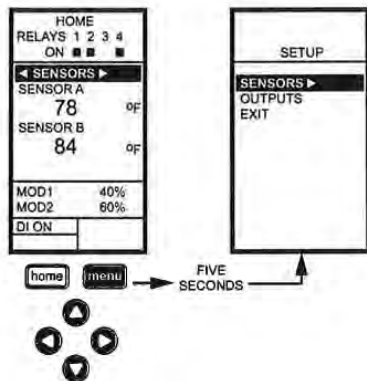 HOME
RELAYS 1 2 3 4
ON
◄ SENSORS ►
SENSOR A
78 ºF
SENSOR B
84 ºF
MOD1 40%
MOD2 60%
DI ON
home menu
FIVE
SECONDS
SETUP
SENSORS ►
OUTPUTS
EXIT